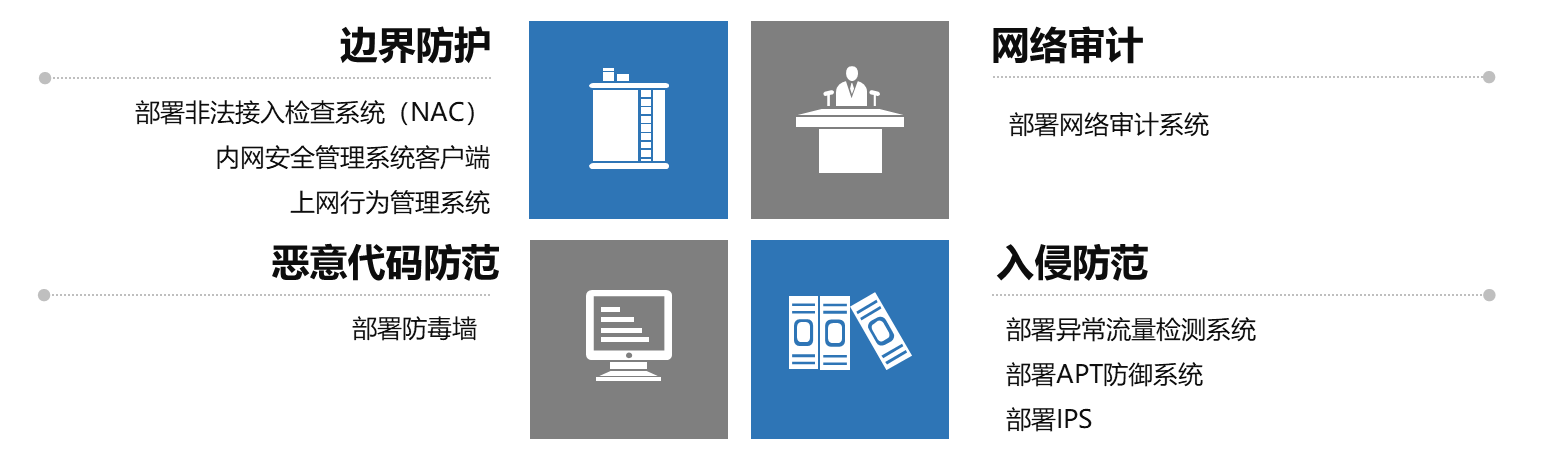 边界防护
部署非法接入检查系统（NAC）
内网安全管理系统客户端
上网行为管理系统
网络审计
部署网络审计系统
恶意代码防范
部署防毒墙
入侵防范
部署异常流量检测系统
部署APT防御系统
部署IPS